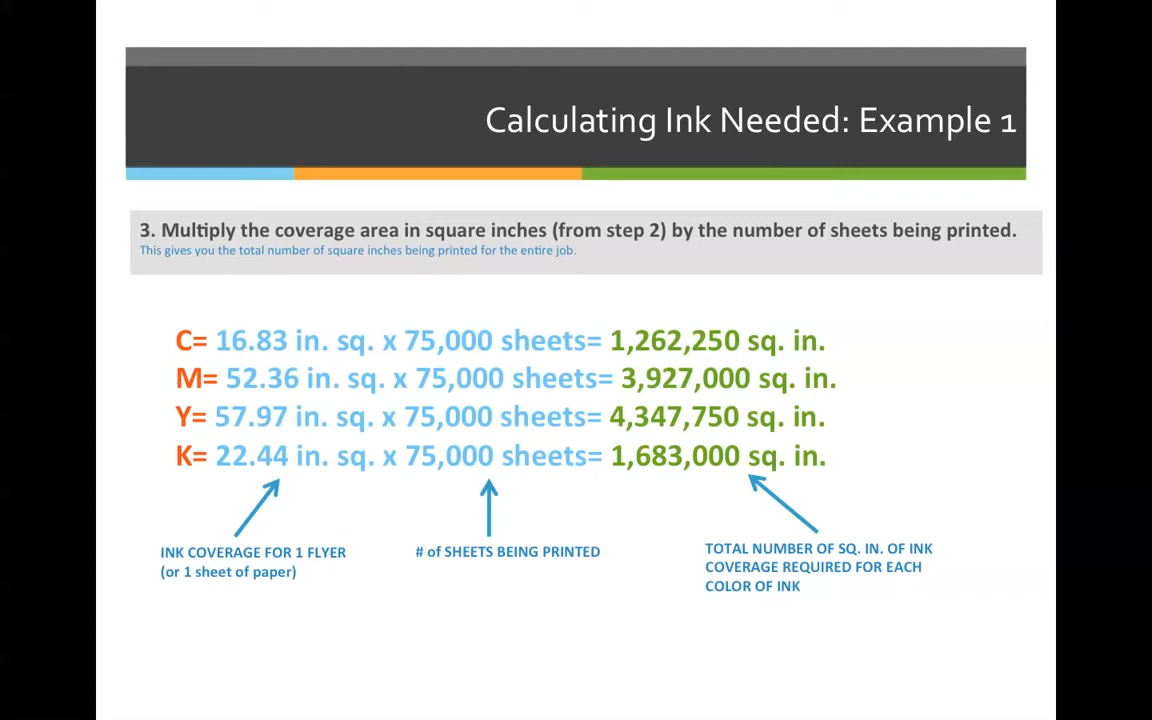 Calculating Ink Needed: Example 1
3. Multiply the coverage area in square inches (from step 2) by the number of sheets being printed.
This gives you the total number of square inches being printed for the entire job.
C= 16.83 in. sq. x 75,000 sheets= 1,262,250 sq. in.
M= 52.36 in. sq. x 75,000 sheets= 3,927,000 sq. in.
Y= 57.97 in. sq. x 75,000 sheets= 4,347,750 sq. in.
K= 22.44 in. sq. x 75,000 sheets= 1,683,000 sq. in.
INK COVERAGE FOR 1 FLYER
(or 1 sheet of paper)
# of SHEETS BEING PRINTED
TOTAL NUMBER OF SQ. IN. OF INK
COVERAGE REQUIRED FOR EACH
COLOR OF INK